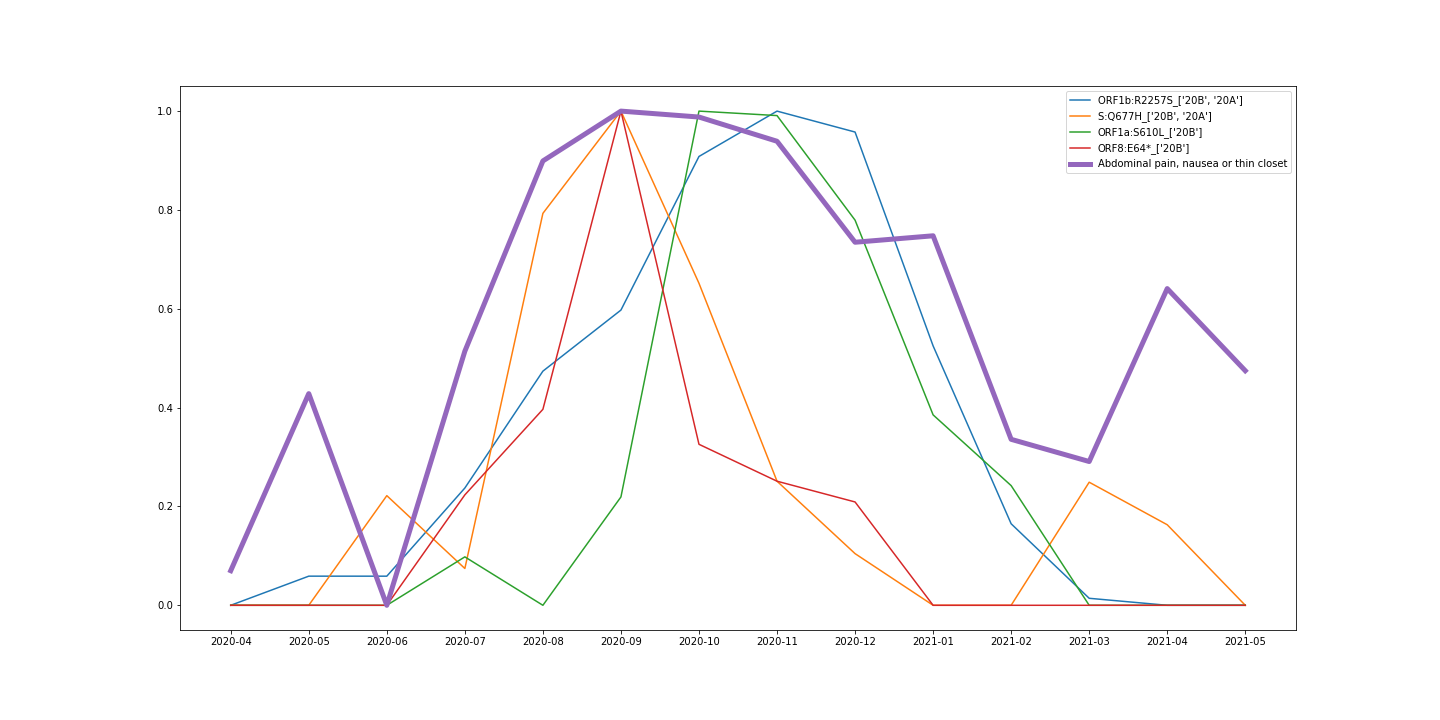 ORF1b:R2257S_['20B', '20A']
S:Q677H_['20B', '20A']
ORF1a:S610L_['20B']
ORF8:E64*_['20B']
Abdominal pain, nausea or thin closet
1.0
0.8
0.6
0.4
0.2
0.0
2020-04 2020-05 2020-06 2020-07 2020-08 2020-09 2020-10 2020-11 2020-12 2021-01 2021-02 2021-03 2021-04 2021-05